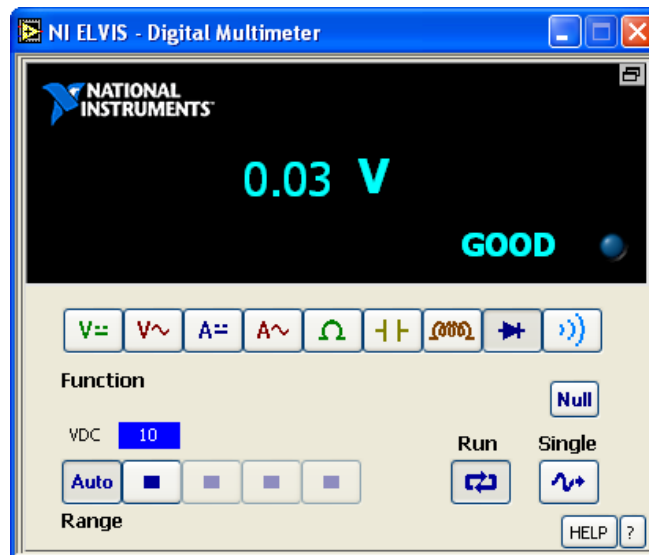 NI ELVIS - Digital Multimeter
NATIONAL
INSTRUMENTS
0.03 V
GOOD
V V A A Ω
Function
Null
VDC 10
Run Single
Auto
Range
HELP ?